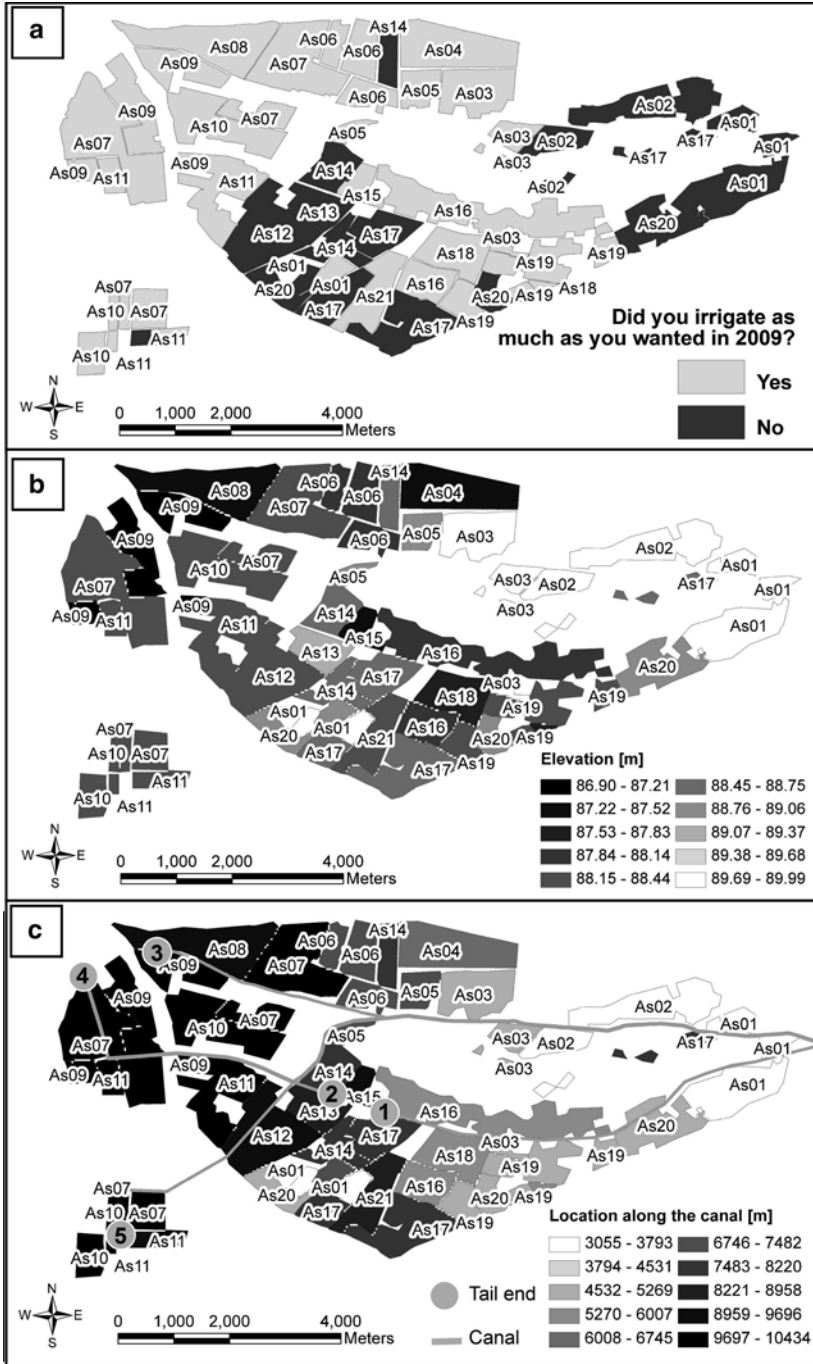 a
As14
As06
As08
As06
As04
As09
As07
As06
As05
As03
As09
As02
As07
As10
As01
As05
As03
As02
As07
As17
As01
As03
As09
As14
As09
As11
As11
As15
As02
As01
As13
As16
As12
As17
As20
As03
As18
As14
As19
As19
As01
As07
As20
As01
As16
As18
As21
As20
As19
As10
As07
As17
As17
As19
As11
As10
As11
Did you irrigate as
much as you wanted in 2009?
Yes
No
N
W E
S
0 1,000 2,000 4,000
Meters
b
As14
As06
As08
As06
As04
As09
As07
As06
As05
As03
As09
As02
As07
As10
As01
As05
As03
As02
As07
As17
As01
As03
As09
As14
As09
As11
As11
As15
As01
As13
As16
As12
As17
As20
As03
As18
As14
As19
As19
As01
As07
As20
As01
As16
As21
As20
As19
As10
As07
As17
As17
As19
As11
As10
As11
Elevation [m]
86.90 - 87.21 88.45 - 88.75
87.22 - 87.52 88.76 - 89.06
87.53 - 87.83 89.07 - 89.37
87.84 - 88.14 89.38 - 89.68
88.15 - 88.44 89.69 - 89.99
N
W E
S
0 1,000 2,000 4,000
Meters
c
As14
3
As06
As08
As06
As04
As09
As07
4
As06
As05
As03
As09
As02
As07
As10
As01
As05
As03
As02
As07
As17
As01
As03
As09
As14
As09
As11
As11
2
As15
1
As01
As13
As16
As12
As17
As20
As03
As18
As14
As19
As19
As01
As07
As20
As16
As21
As20
As19
As10
As07
As17
As17
As19
5
As11
As10
As11
Tail end
Canal
Location along the canal [m]
3055 - 3793 6746 - 7482
3794 - 4531 7483 - 8220
4532 - 5269 8221 - 8958
5270 - 6007 8959 - 9696
6008 - 6745 9697 - 10434
N
W E
S
0 1,000 2,000 4,000
Meters